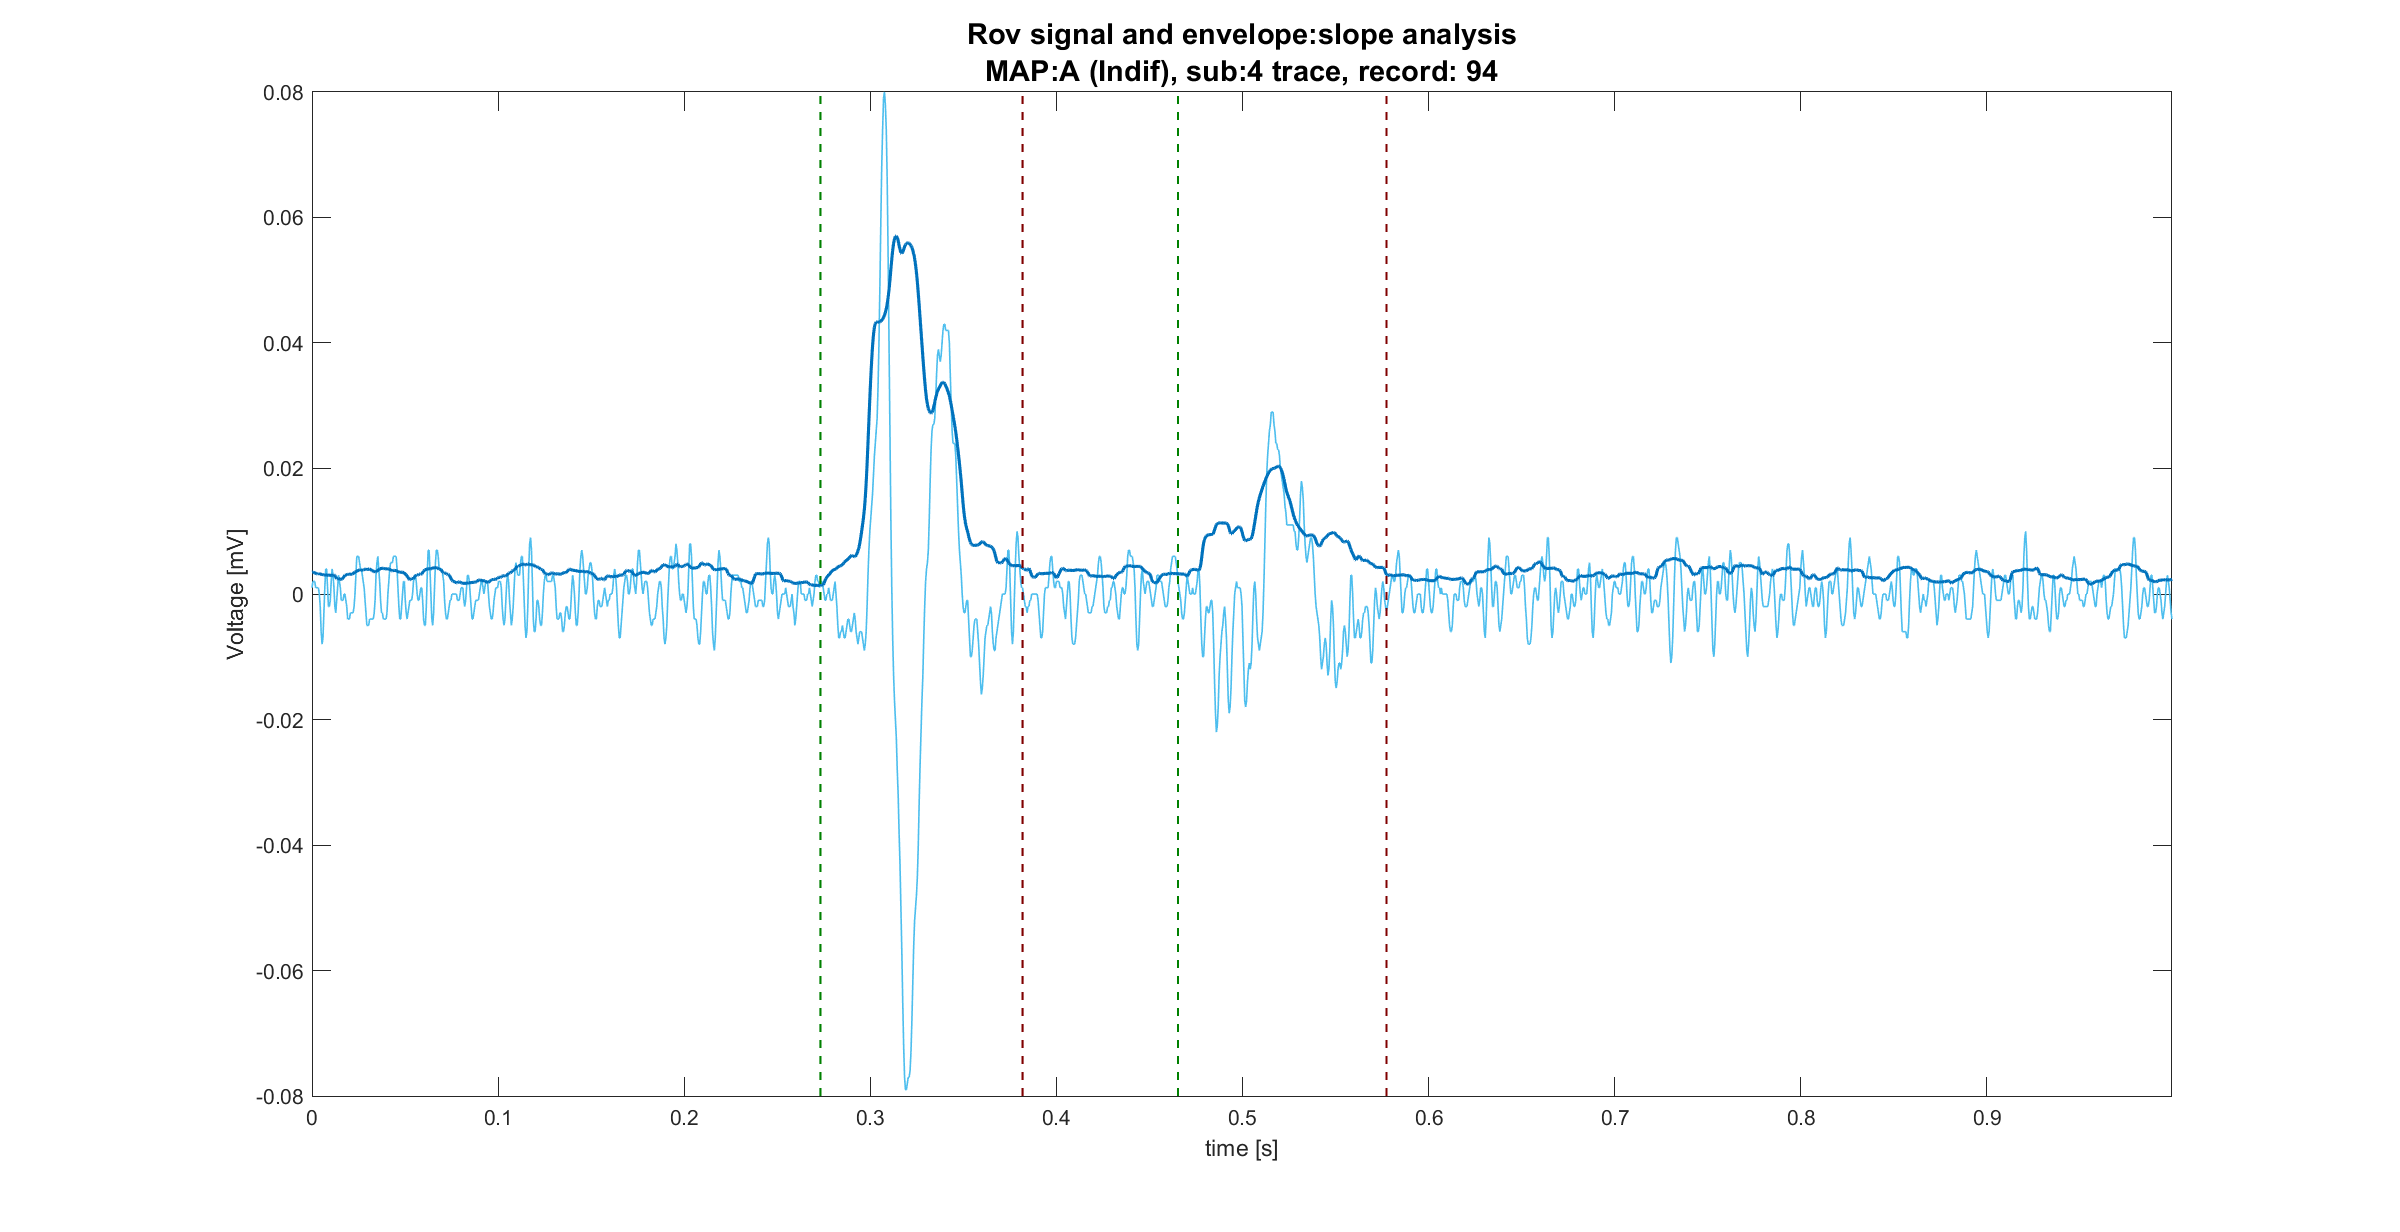 Rov signal and envelope:slope analysis
MAP:A (Indif), sub:4 trace, record: 94
0.08
0.06
0.04
0.02
0
-0.02
-0.04
-0.06
-0.08
Voltage [mV]
0 0.1 0.2 0.3 0.4 0.5 0.6 0.7 0.8 0.9
time [s]